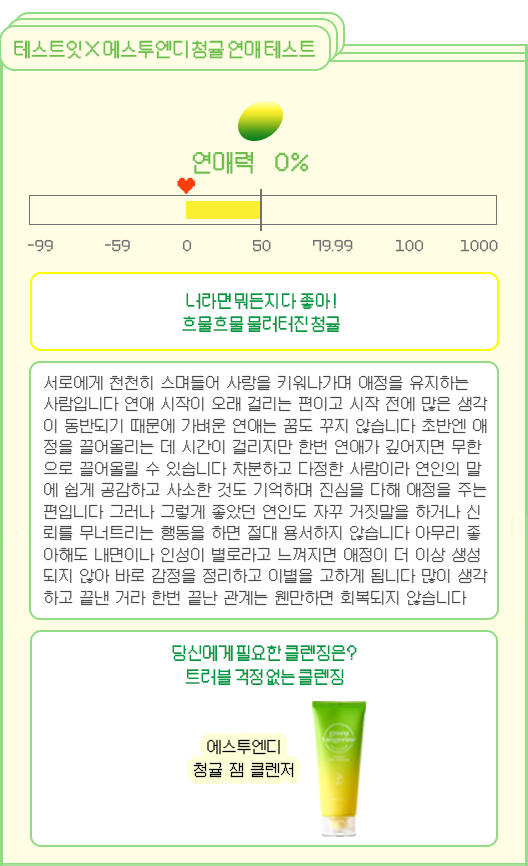 테스트잇X에스투엔디 청귤 연애 테스트
연애력 0%
-99 -59 0 50 79.99 100 1000
너라면 뭐든지 다 좋아!
흐물흐물 물러터진 청귤
서로에게 천천히 스며들어 사랑을 키워나가며 애정을 유지하는
사람입니다 연애 시작이 오래 걸리는 편이고 시작 전에 많은 생각
이 동반되기 때문에 가벼운 연애는 꿈도 꾸지 않습니다 초반엔 애
정을 끌어올리는 데 시간이 걸리지만 한번 연애가 깊어지면 무한
으로 끌어올릴 수 있습니다 차분하고 다정한 사람이라 연인의 말
에 쉽게 공감하고 사소한 것도 기억하며 진심을 다해 애정을 주는
편입니다 그러나 그렇게 좋았던 연인도 자꾸 거짓말을 하거나 신
뢰를 무너트리는 행동을 하면 절대 용서하지 않습니다 아무리 좋
아해도 내면이나 인성이 별로라고 느껴지면 애정이 더 이상 생성
되지 않아 바로 감정을 정리하고 이별을 고하게 됩니다 많이 생각
하고 끝낸 거라 한번 끝난 관계는 웬만하면 회복되지 않습니다
당신에게 필요한 클렌징은?
트러블 걱정 없는 클렌징
green
tangerine
에스투엔디
청귤 잼 클렌저